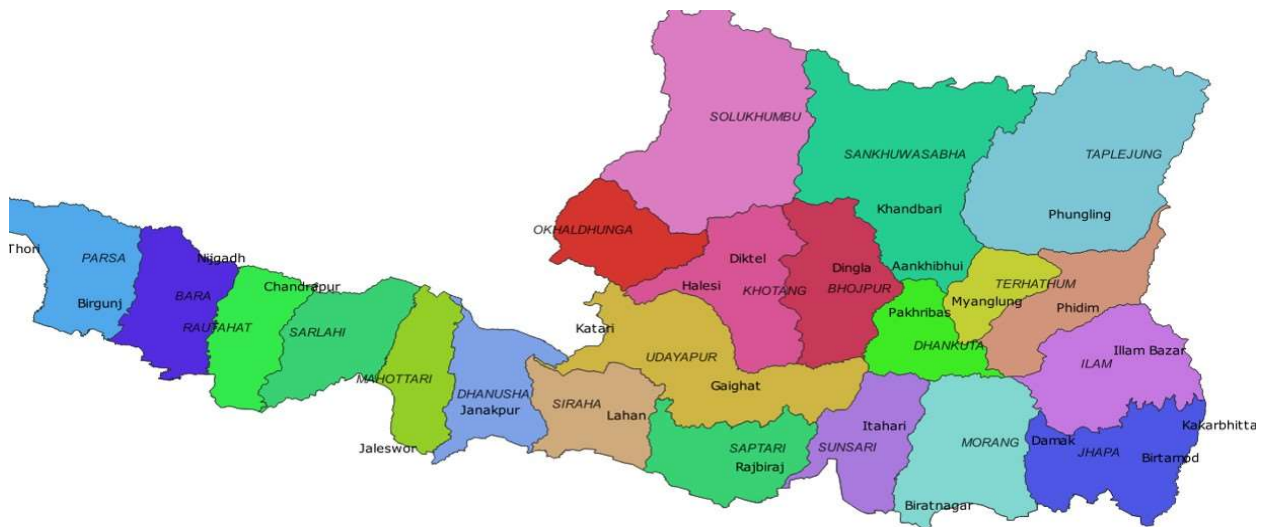 SOLUKHUMBU
SANKHUWASABHA
TAPLEJUNG
Khandbari
Phungling
OKHALDHUNGA
Thori
PARSA
Nijgadh
Diktel
Dingla
Aankhibhui
Chandrapur
Halesi
KHOTANG
BHOJPUR
TERHATHUM
Birgunj
BARA
Myanglung
Phidim
Pakhribas
RAUTAHAT
SARLAHI
Katari
DHANUKUTA
Illam Bazar
UDAYAPUR
ILAM
MAHOTTARI
Gaighat
DHANUSHA
Janakpur
SIRAHA
Lahan
Itahari
Kakarbhitta
Jaleswor
SAPTARI
SUNSARI
MORANG
Damak
JHAPA
Birtamod
Rajbiraj
Biratnagar